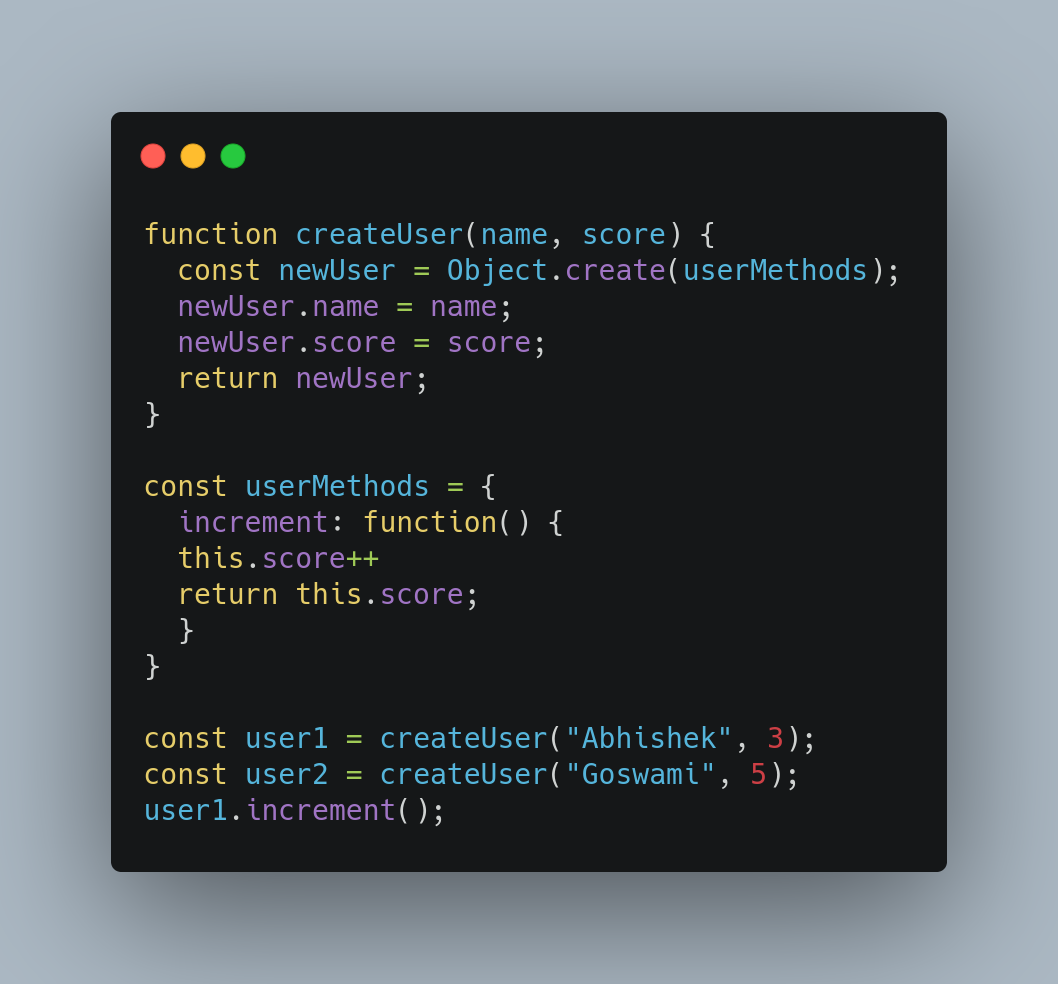 function createUser(name, score) {
  const newUser = Object.create(userMethods);
  newUser.name = name;
  newUser.score = score;
  return newUser;
}

const userMethods = {
  increment: function() {
  this.score++
  return this.score;
  }
}

const user1 = createUser("Abhishek", 3);
const user2 = createUser("Goswami", 5);
user1.increment();